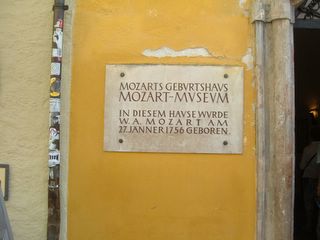 MOZARTS GEBVRTSHAVS
MOZART-MVSEVM
IN DIESEM HAVSE WVRDE
W. A. MOZART AM
27. JÄNNER 1756 GEBOREN.